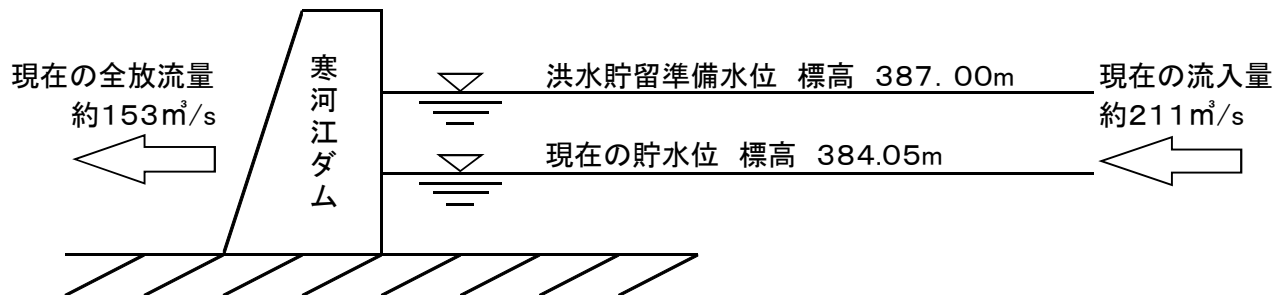 現在の全放流量
約153㎥/s
寒河江ダム
洪水貯留準備水位 標高 387.00m
現在の貯水位 標高 384.05m
現在の流入量
約211㎥/s